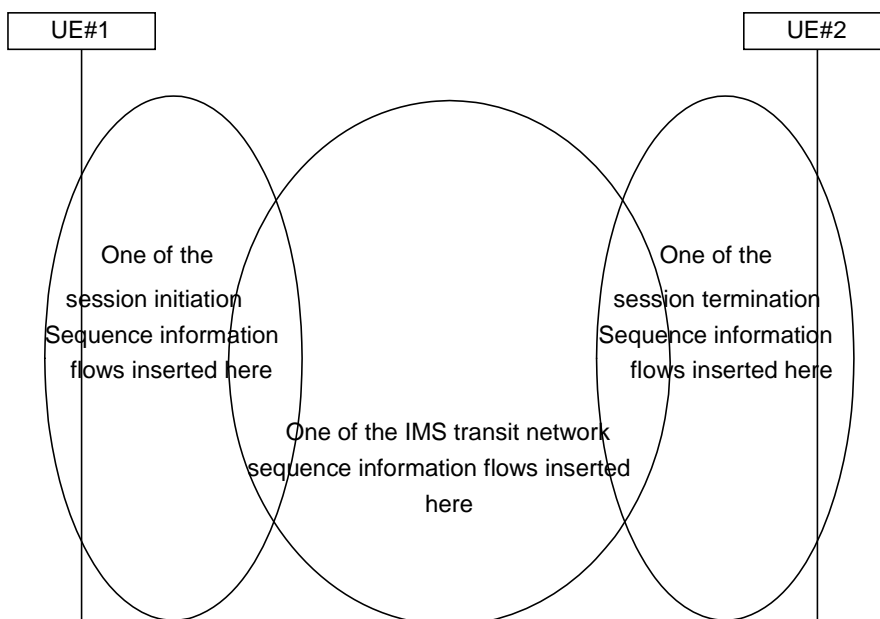 UE#1
UE#2
One of the
session initiation
Sequence information
flows inserted here
One of the
session termination
Sequence information
flows inserted here
One of the IMS transit network
sequence information flows inserted
here